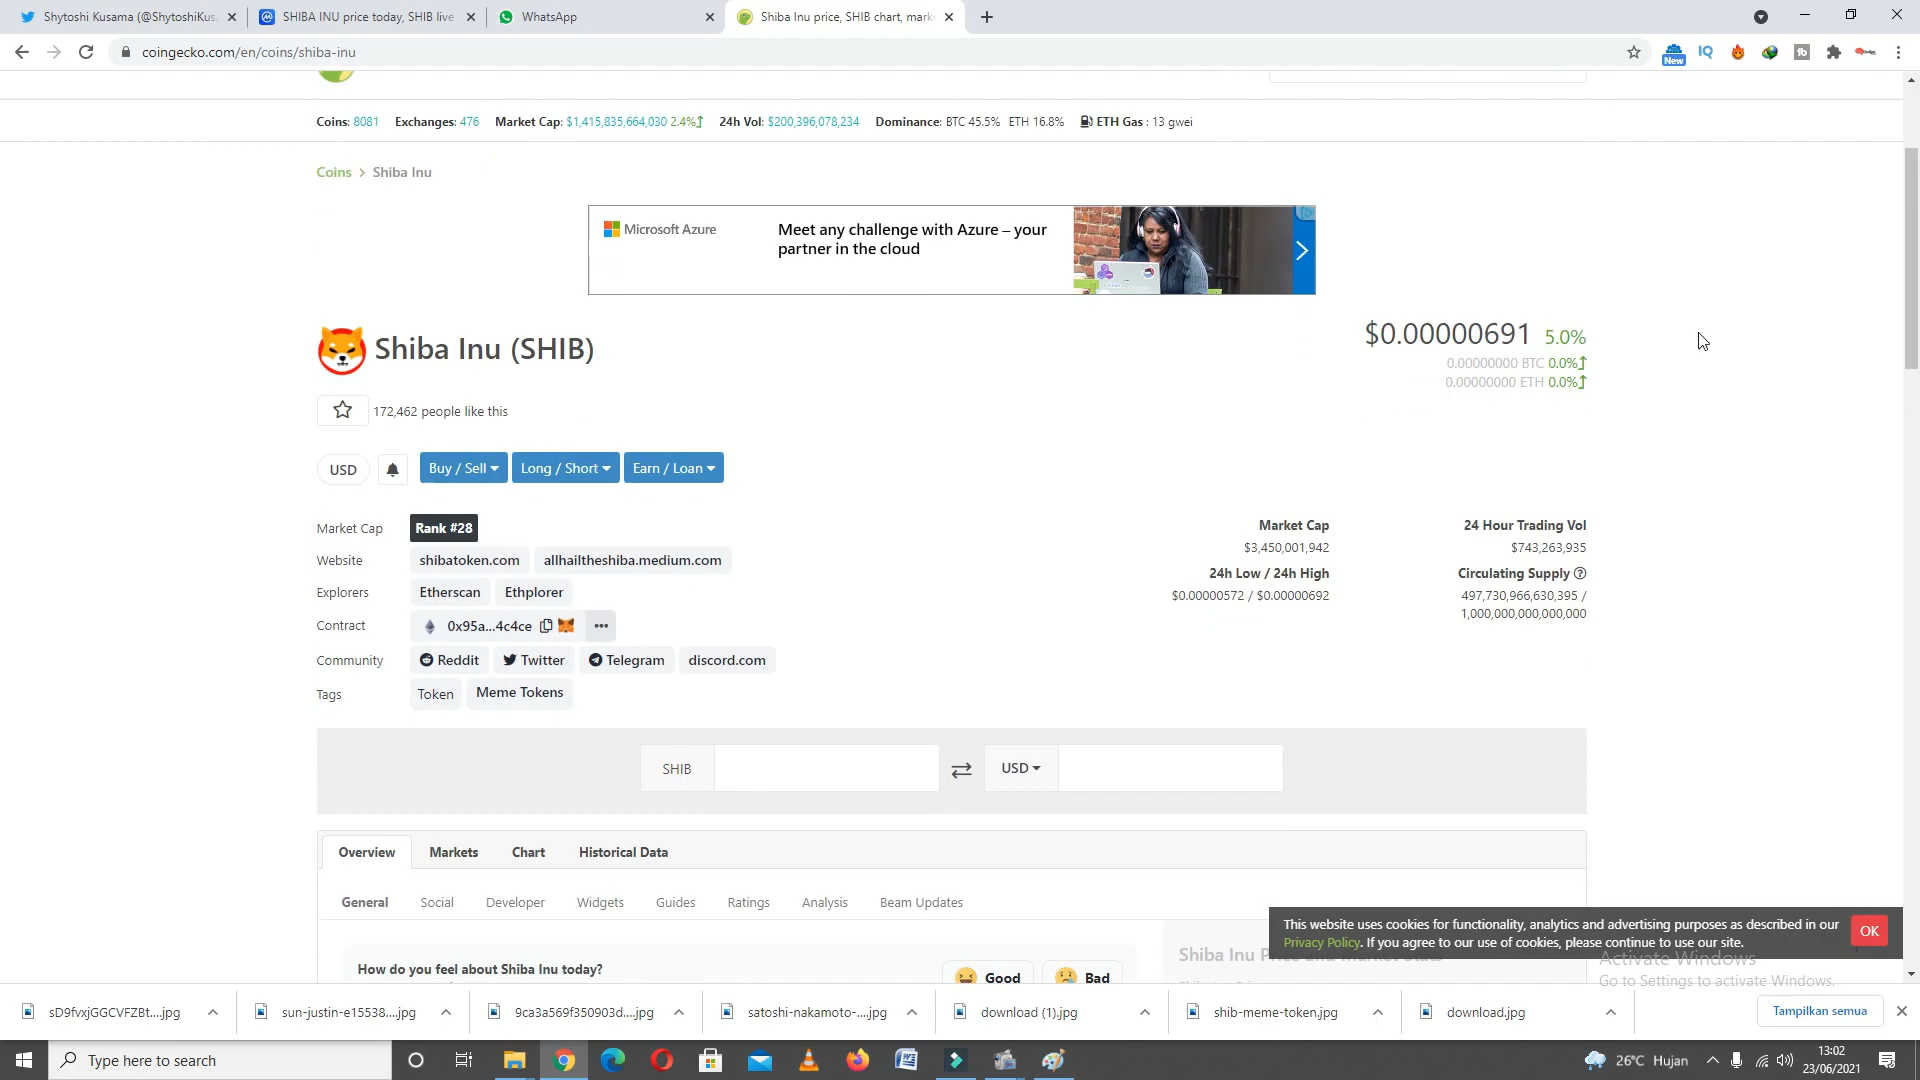 Shytoshi Kusama (@ShytoshiKusa
SHIBA INU price today, SHIB live
WhatsApp
Shiba Inu price, SHIB chart, mark
coingecko.com/en/coins/shiba-inu
New
IQ
Coins: 8081 Exchanges: 476 Market Cap: $1,415,835,664,030 2.4% 24h Vol: $200,396,078,234 Dominance: BTC 45.5% ETH 16.8% ETH Gas : 13 gwei
Coins > Shiba Inu
Microsoft Azure
Meet any challenge with Azure – your
partner in the cloud
Shiba Inu (SHIB)
$0.00000691 5.0%
0.00000000 BTC 0.0%
0.00000000 ETH 0.0%
172,462 people like this
USD
Buy / Sell
Long / Short
Earn / Loan
Market Cap Rank #28
Website shibatoken.com allhailtheshiba.medium.com
Explorers Etherscan Ethplorer
Contract 0x95a...4c4ce •••
Community Reddit Twitter Telegram discord.com
Tags Token Meme Tokens
Market Cap
$3,450,001,942
24h Low / 24h High
$0.00000572 / $0.00000692
24 Hour Trading Vol
$743,263,935
Circulating Supply ?
497,730,966,630,395 /
1,000,000,000,000,000
SHIB
USD
Overview Markets Chart Historical Data
General Social Developer Widgets Guides Ratings Analysis Beam Updates
How do you feel about Shiba Inu today?
Good
Bad
This website uses cookies for functionality, analytics and advertising purposes as described in our
Privacy Policy. If you agree to our use of cookies, please continue to use our site.
OK
Activate Windows
Go to Settings to activate Windows.
sD9fvxjGGCVFZBt....jpg
sun-justin-e15538....jpg
9ca3a569f350903d....jpg
satoshi-nakamoto-....jpg
download (1).jpg
shib-meme-token.jpg
download.jpg
Tampilkan semua
Type here to search
26°C Hujan
13:02
23/06/2021